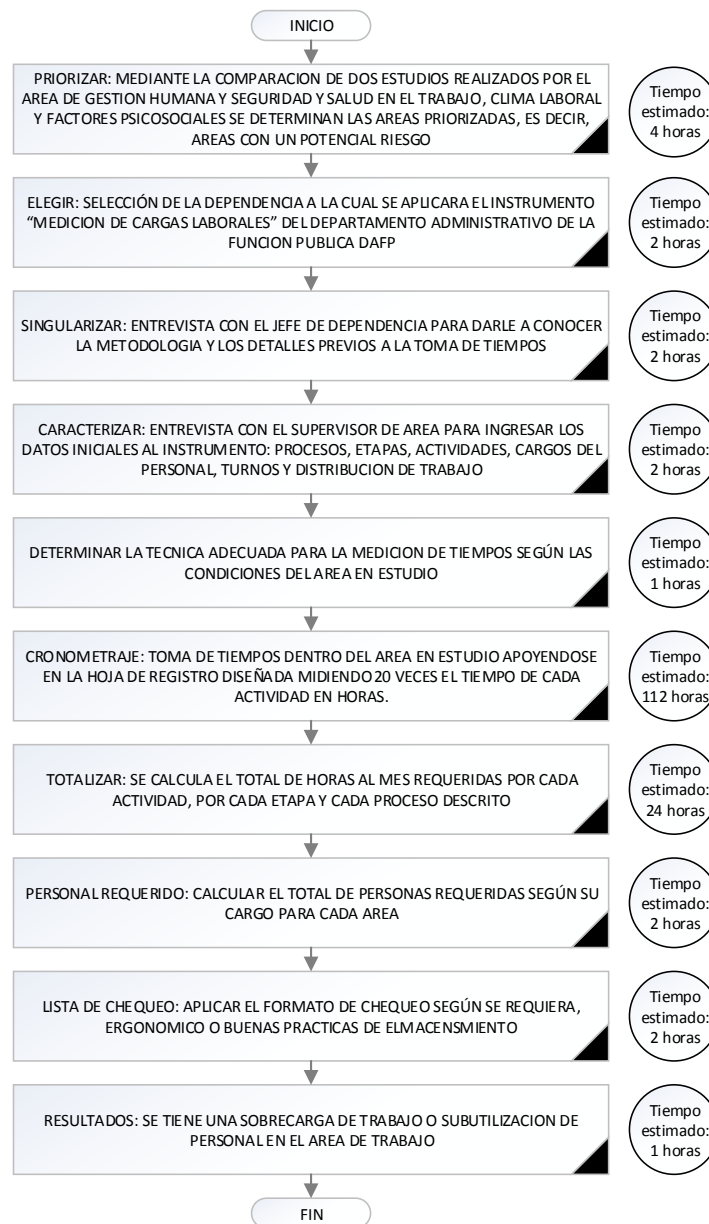 INICIO
PRIORIZAR: MEDIANTE LA COMPARACION DE DOS ESTUDIOS REALIZADOS POR EL
AREA DE GESTION HUMANA Y SEGURIDAD Y SALUD EN EL TRABAJO, CLIMA LABORAL
Y FACTORES PSICOSOCIALES SE DETERMINAN LAS AREAS PRIORIZADAS, ES DECIR,
AREAS CON UN POTENCIAL RIESGO
Tiempo
estimado:
4 horas
ELEGIR: SELECCIÓN DE LA DEPENDENCIA A LA CUAL SE APLICARA EL INSTRUMENTO
“MEDICION DE CARGAS LABORALES” DEL DEPARTAMENTO ADMINISTRATIVO DE LA
FUNCION PUBLICA DAFP
Tiempo
estimado:
2 horas
SINGULARIZAR: ENTREVISTA CON EL JEFE DE DEPENDENCIA PARA DARLE A CONOCER
LA METODOLOGIA Y LOS DETALLES PREVIOS A LA TOMA DE TIEMPOS
Tiempo
estimado:
2 horas
CARACTERIZAR: ENTREVISTA CON EL SUPERVISOR DE AREA PARA INGRESAR LOS
DATOS INICIALES AL INSTRUMENTO: PROCESOS, ETAPAS, ACTIVIDADES, CARGOS DEL
PERSONAL, TURNOS Y DISTRIBUCION DE TRABAJO
Tiempo
estimado:
2 horas
DETERMINAR LA TECNICA ADECUADA PARA LA MEDICION DE TIEMPOS SEGÚN LAS
CONDICIONES DEL AREA EN ESTUDIO
Tiempo
estimado:
1 horas
CRONOMETRAJE: TOMA DE TIEMPOS DENTRO DEL AREA EN ESTUDIO APOYENDOSE
EN LA HOJA DE REGISTRO DISEÑADA MIDIENDO 20 VECES EL TIEMPO DE CADA
ACTIVIDAD EN HORAS.
Tiempo
estimado:
112 horas
TOTALIZAR: SE CALCULA EL TOTAL DE HORAS AL MES REQUERIDAS POR CADA
ACTIVIDAD, POR CADA ETAPA Y CADA PROCESO DESCRITO
Tiempo
estimado:
24 horas
PERSONAL REQUERIDO: CALCULAR EL TOTAL DE PERSONAS REQUERIDAS SEGÚN SU
CARGO PARA CADA AREA
Tiempo
estimado:
2 horas
LISTA DE CHEQUEO: APLICAR EL FORMATO DE CHEQUEO SEGÚN SE REQUIERA,
ERGONOMICO O BUENAS PRACTICAS DE ELMACENSMIENTO
Tiempo
estimado:
2 horas
RESULTADOS: SE TIENE UNA SOBRECARGA DE TRABAJO O SUBUTILIZACION DE
PERSONAL EN EL AREA DE TRABAJO
Tiempo
estimado:
1 horas
FIN